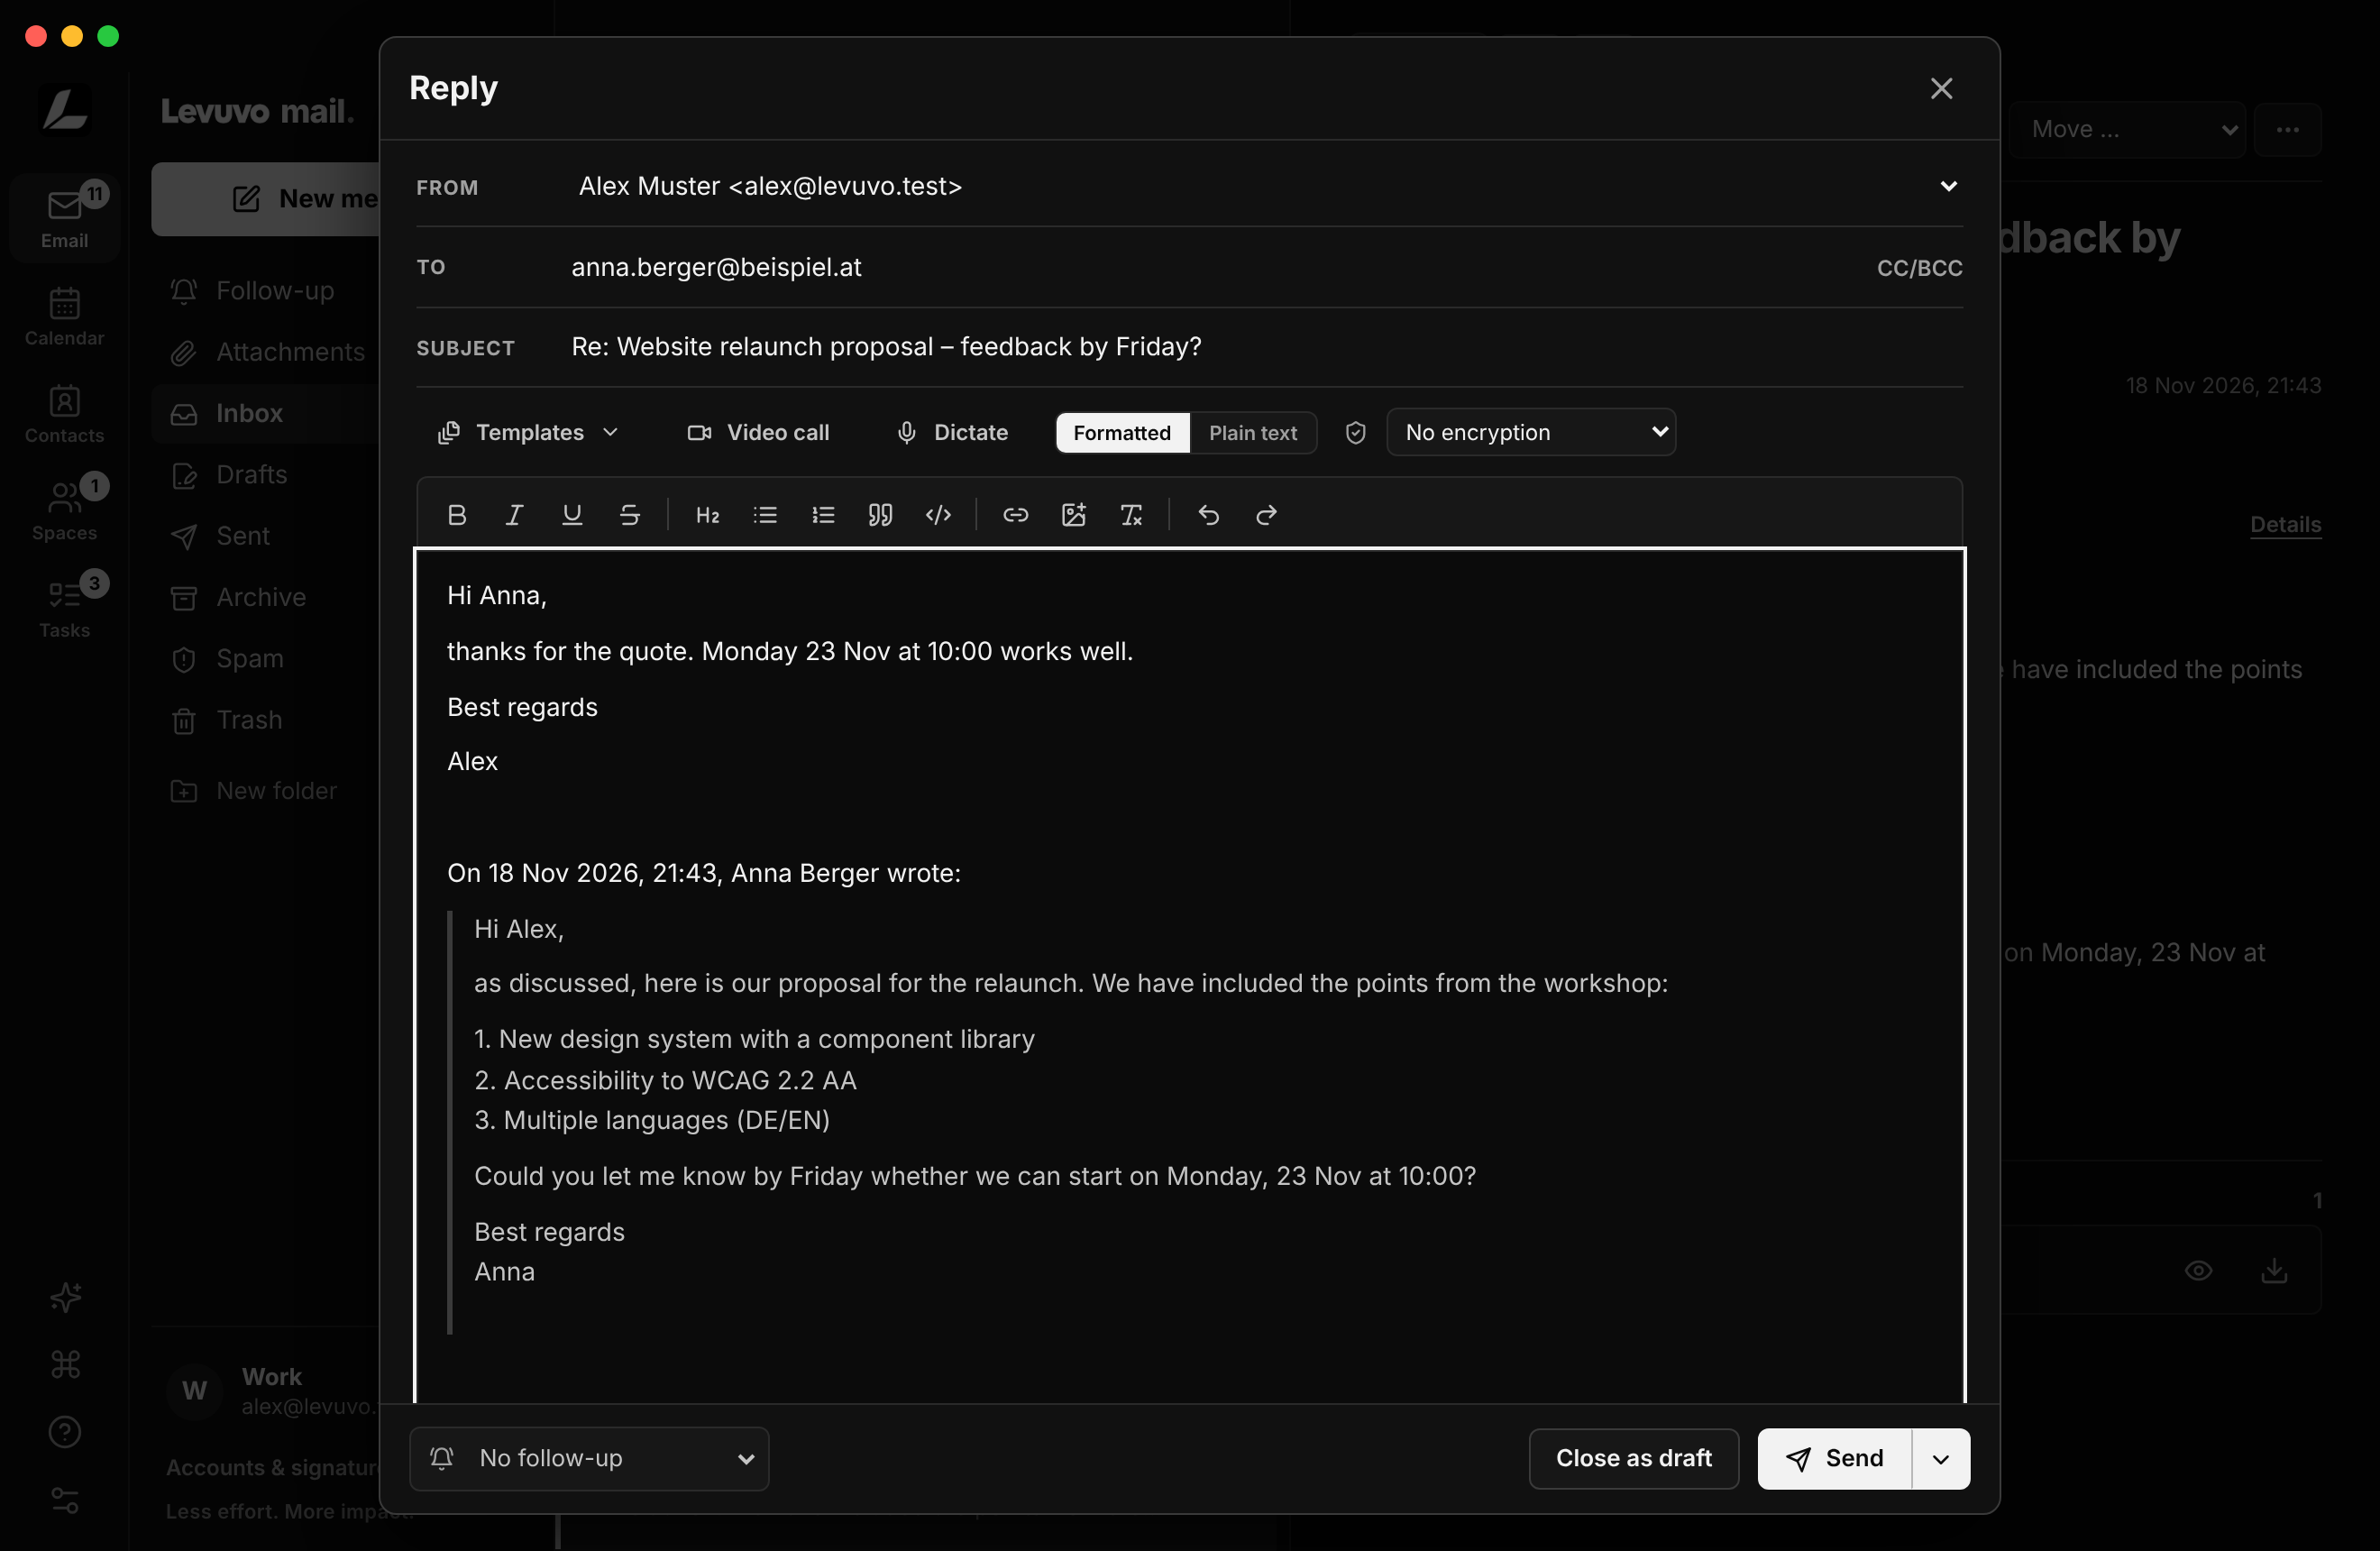 Levuvo mail.
New me
11
Email
Calendar
Contacts
1
Spaces
3
Tasks
Follow-up
Attachments
Inbox
Drafts
Sent
Archive
Spam
Trash
New folder
W
Work
alex@levuvo.
Accounts & signature
Less effort. More impact.
Reply
FROM
Alex Muster <alex@levuvo.test>
TO
anna.berger@beispiel.at
CC/BCC
SUBJECT
Re: Website relaunch proposal – feedback by Friday?
Templates
Video call
Dictate
Formatted
Plain text
No encryption
B I U S H2
Hi Anna,
thanks for the quote. Monday 23 Nov at 10:00 works well.
Best regards
Alex
On 18 Nov 2026, 21:43, Anna Berger wrote:
Hi Alex,
as discussed, here is our proposal for the relaunch. We have included the points from the workshop:
1. New design system with a component library
2. Accessibility to WCAG 2.2 AA
3. Multiple languages (DE/EN)
Could you let me know by Friday whether we can start on Monday, 23 Nov at 10:00?
Best regards
Anna
No follow-up
Close as draft
Send
Move ...
dback by
18 Nov 2026, 21:43
Details
have included the points
on Monday, 23 Nov at
1